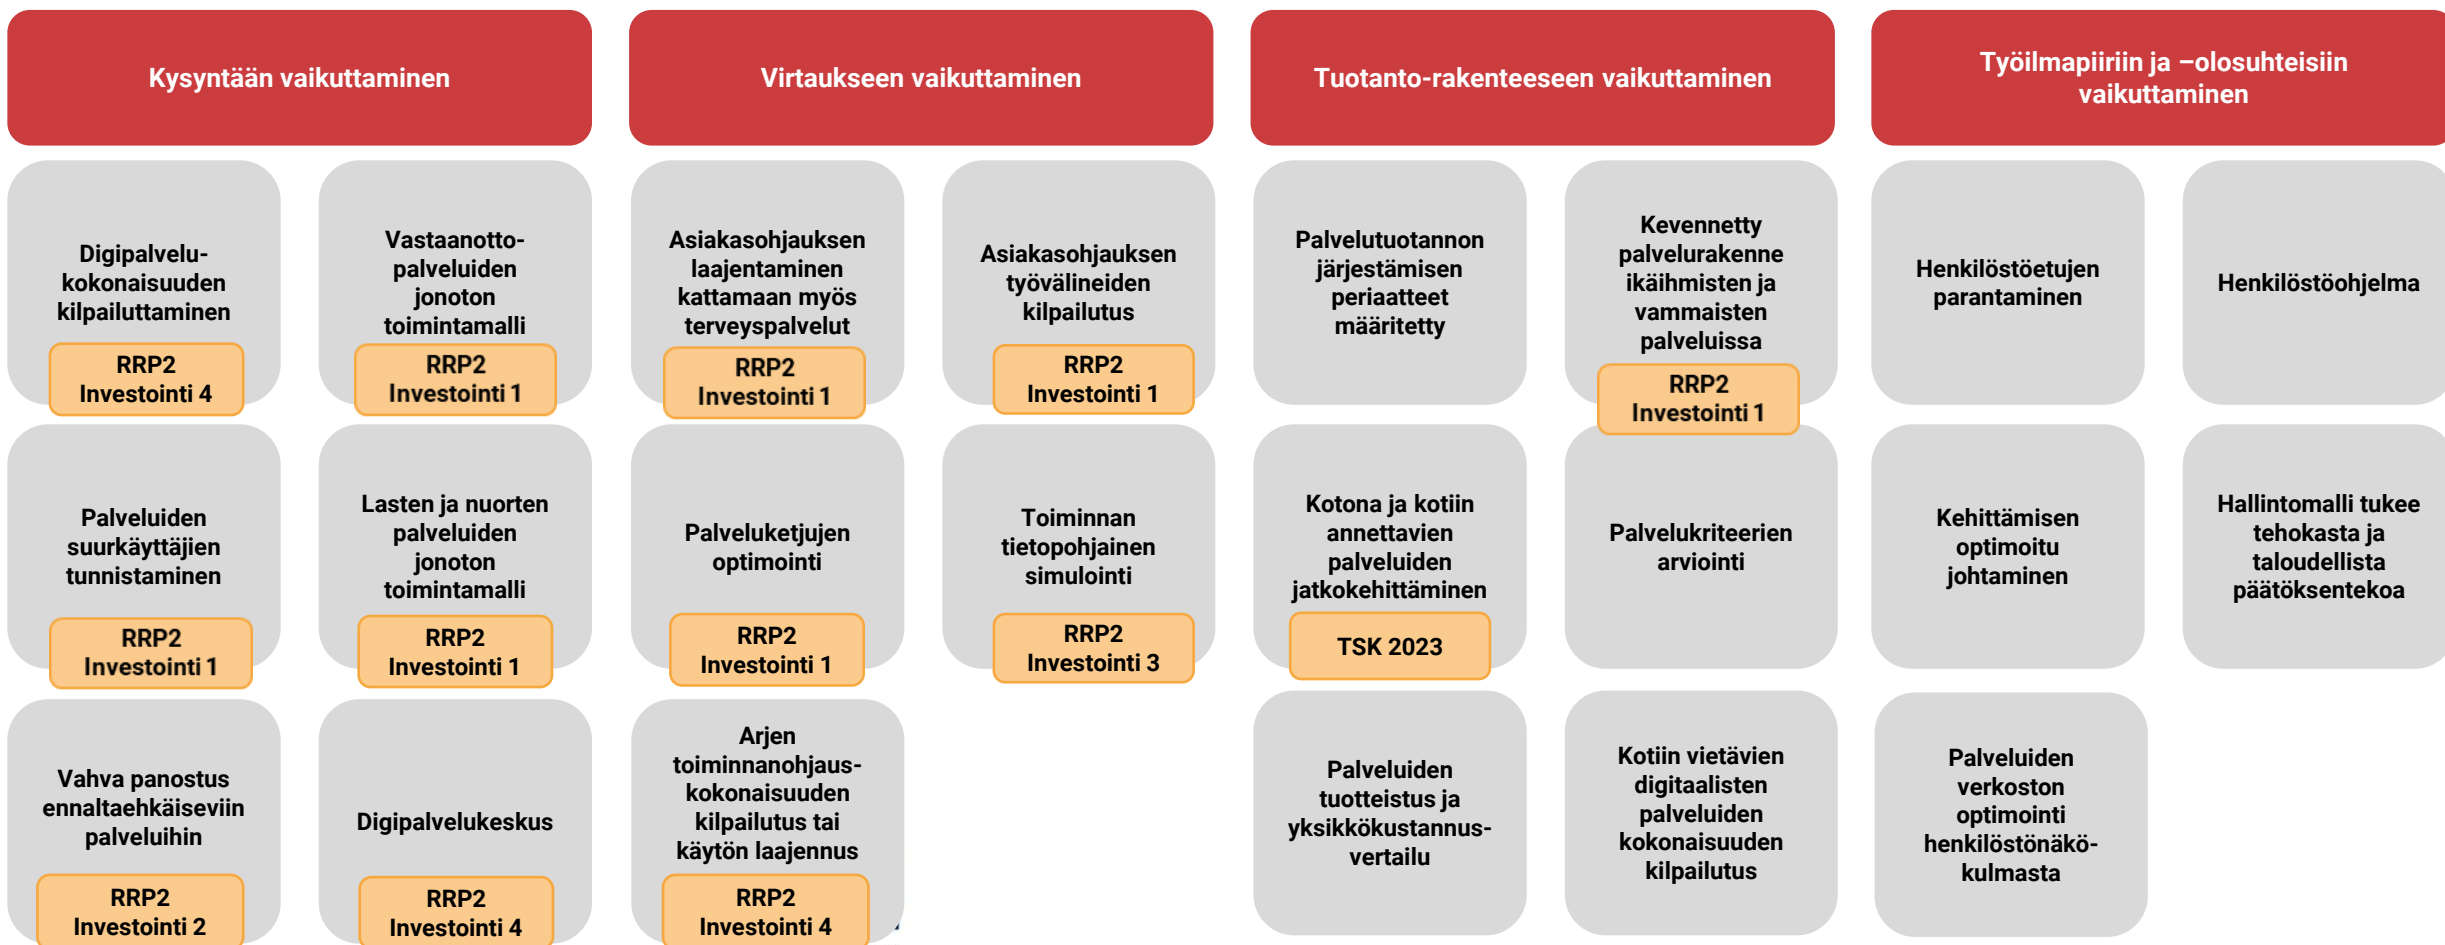 Kysyntään vaikuttaminen
Virtaukseen vaikuttaminen
Tuotanto-rakenteeseen vaikuttaminen
Työilmapiiriin ja –olosuhteisiin
vaikuttaminen
Digipalvelu-
kokonaisuuden
kilpailuttaminen
RRP2
Investointi 4
Vastaanotto-
palveluiden
jonoton
toimintamalli
RRP2
Investointi 1
Asiakasohjauksen
laajentaminen
kattamaan myös
terveyspalvelut
RRP2
Investointi 1
Asiakasohjauksen
työvälineiden
kilpailutus
RRP2
Investointi 1
Palvelutuotannon
järjestämisen
periaatteet
määritetty
Kevennetty
palvelurakenne
ikäihmisten ja
vammaisten
palveluissa
RRP2
Investointi 1
Henkilöstöetujen
parantaminen
Henkilöstöohjelma
Palveluiden
suurkäyttäjien
tunnistaminen
RRP2
Investointi 1
Lasten ja nuorten
palveluiden
jonoton
toimintamalli
RRP2
Investointi 1
Palveluketjujen
optimointi
RRP2
Investointi 1
Toiminnan
tietopohjainen
simulointi
RRP2
Investointi 3
Kotona ja kotiin
annettavien
palveluiden
jatkokehittäminen
TSK 2023
Palvelukriteerien
arviointi
Kehittämisen
optimoitu
johtaminen
Hallintomalli tukee
tehokasta ja
taloudellista
päätöksentekoa
Vahva panostus
ennaltaehkäiseviin
palveluihin
RRP2
Investointi 2
Digipalvelukeskus
RRP2
Investointi 4
Arjen
toiminnanohjaus-
kokonaisuuden
kilpailutus tai
käytön laajennus
RRP2
Investointi 4
Palveluiden
tuotteistus ja
yksikkökustannus-
vertailu
Kotiin vietävien
digitaalisten
palveluiden
kokonaisuuden
kilpailutus
Palveluiden
verkoston
optimointi
henkilöstönäkö-
kulmasta